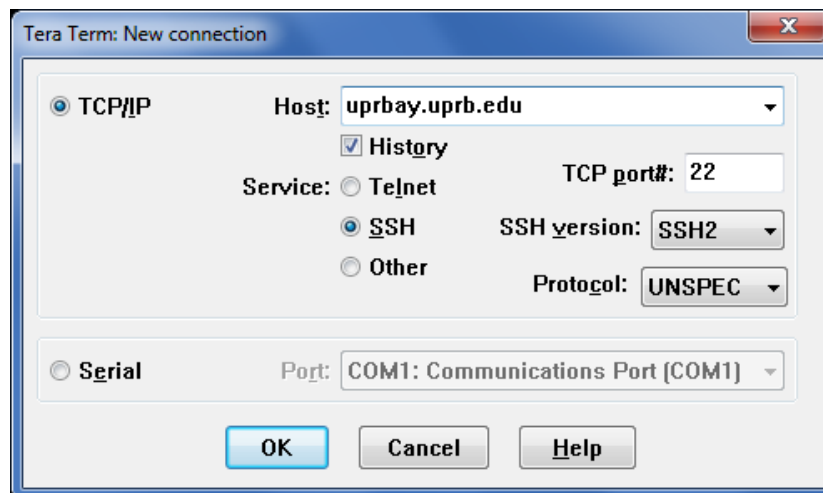 Tera Term: New connection
TCP/IP Host: uprbay.uprb.edu
History
Service: Telnet TCP port#: 22
SSH SSH version: SSH2
Other Protocol: UNSPEC
Serial Port: COM1: Communications Port (COM1)
OK Cancel Help